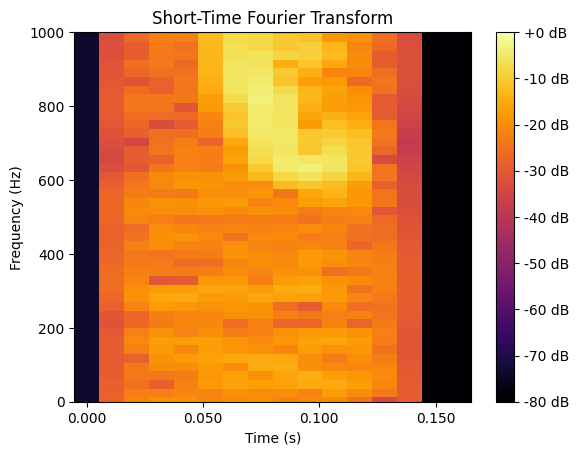 Short-Time Fourier Transform
1000
800
600
400
200
0
Frequency (Hz)
0.000
0.050
0.100
0.150
Time (s)
+0 dB
-10 dB
-20 dB
-30 dB
-40 dB
-50 dB
-60 dB
-70 dB
-80 dB